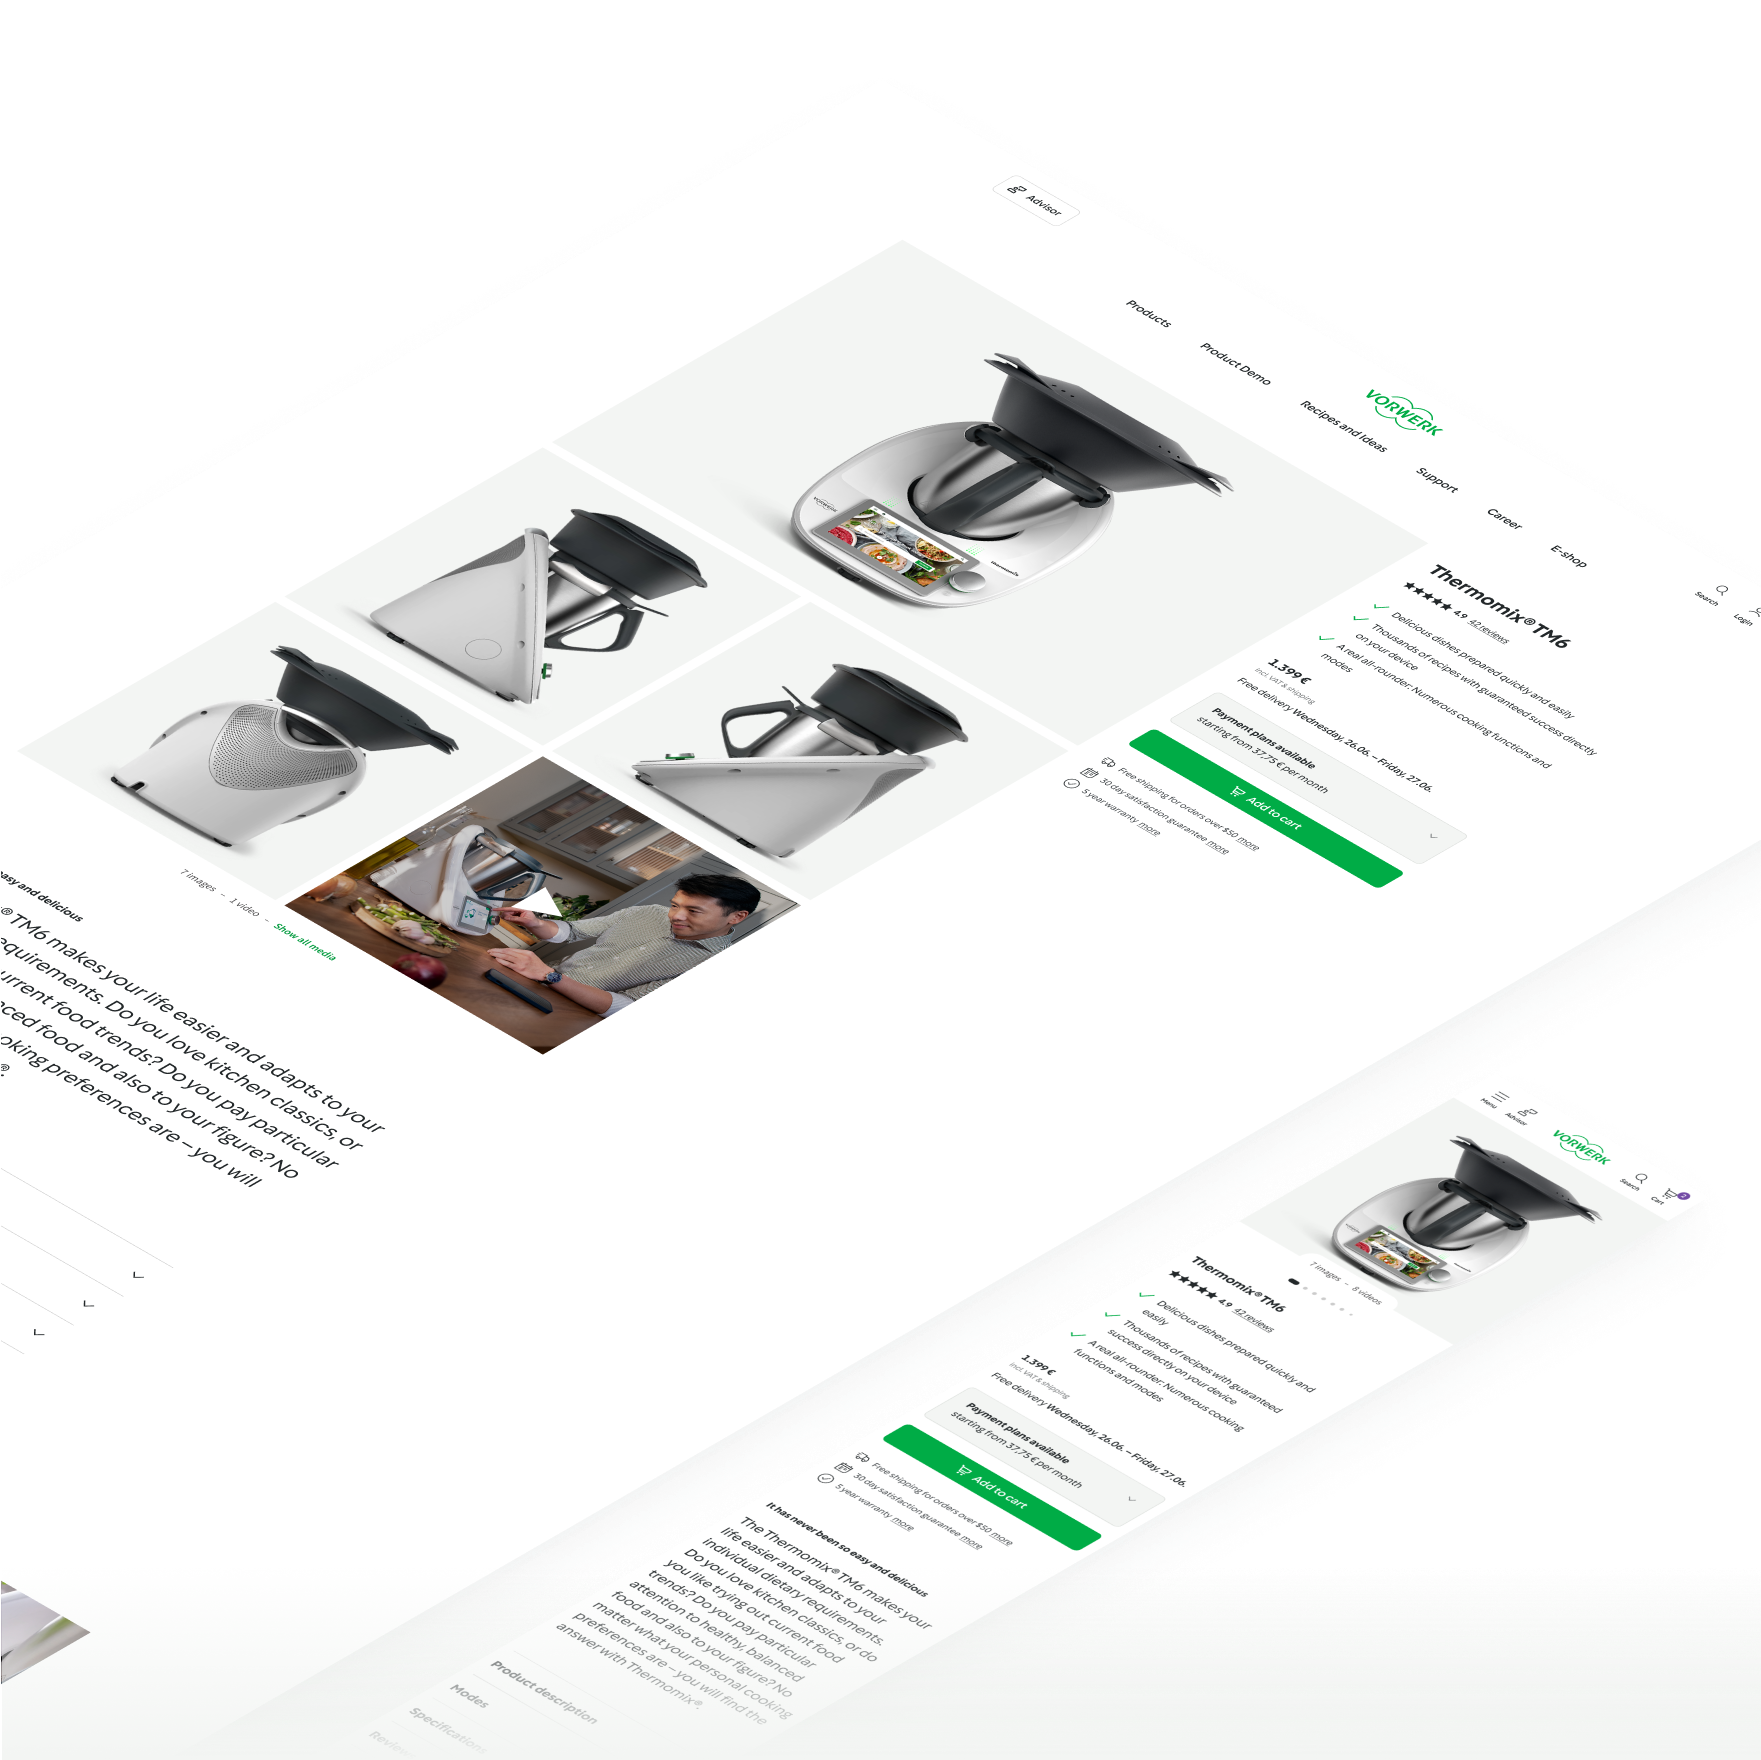 Advisor
VORWERK
Products
Product Demo
Recipes and Ideas
Support
Career
E-shop
Search
Login
Thermomix® TM6
4.9 42 reviews
Delicious dishes prepared quickly and easily
Thousands of recipes with guaranteed success directly
on your device
A real all-rounder: Numerous cooking functions and
modes
1.399 €
incl. VAT & shipping
Free delivery Wednesday, 26.06. – Friday, 27.06.
Payment plans available
starting from 37,75 € per month
Add to cart
Free shipping for orders over $50 more
30 day satisfaction guarantee more
5 year warranty more
VORWERK
thermomix
7 images – 1 video – Show all media
easy and delicious
® TM6 makes your life easier and adapts to your
equirements. Do you love kitchen classics, or
urrent food trends? Do you pay particular
nced food and also to your figure? No
oking preferences are – you will
®.
Menu
Advisor
VORWERK
Search
Cart
2
7 images – 8 videos
Thermomix® TM6
4.9 42 reviews
Delicious dishes prepared quickly and
easily
Thousands of recipes with guaranteed
success directly on your device
A real all-rounder: Numerous cooking
functions and modes
1.399 €
incl. VAT & shipping
Free delivery Wednesday, 26.06. – Friday, 27.06.
Payment plans available
starting from 37,75 € per month
Add to cart
Free shipping for orders over $50 more
30 day satisfaction guarantee more
5 year warranty more
It has never been so easy and delicious
The Thermomix® TM6 makes your
life easier and adapts to your
individual dietary requirements.
Do you love kitchen classics, or do
you like trying out current food
trends? Do you pay particular
attention to healthy, balanced
food and also to your figure? No
matter what your personal cooking
preferences are – you will find the
answer with Thermomix®.
Product description
Modes
Specifications
Review